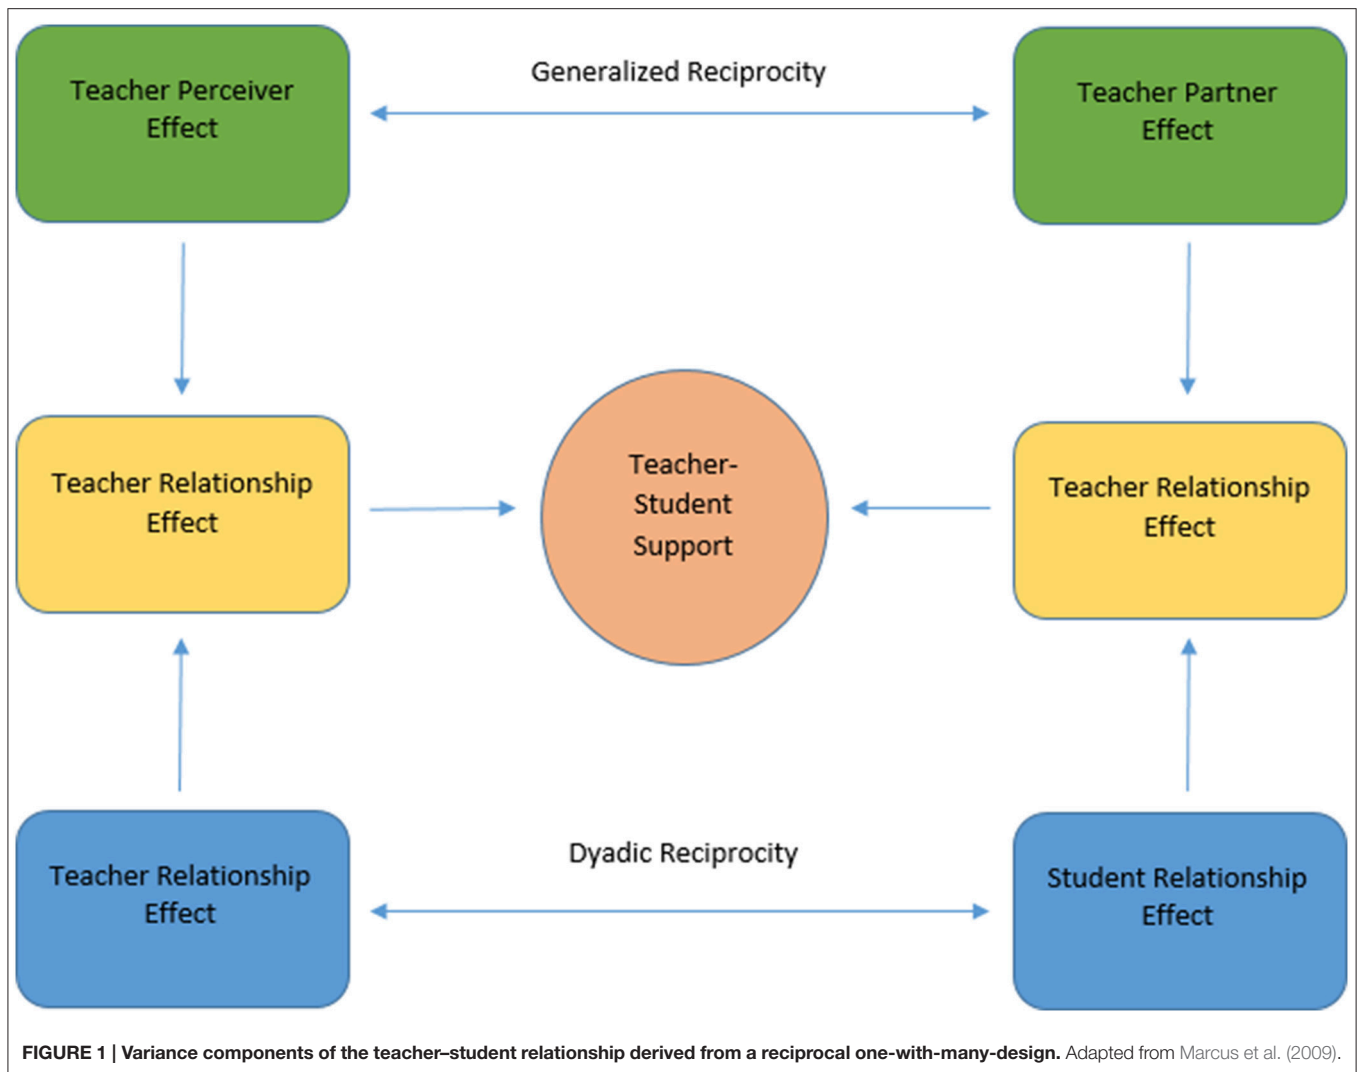 Generalized Reciprocity
Teacher Perceiver
Effect
Teacher Partner
Effect
Teacher Relationship
Effect
Teacher-
Student
Support
Teacher Relationship
Effect
Dyadic Reciprocity
Teacher Relationship
Effect
Student Relationship
Effect
FIGURE 1 | Variance components of the teacher–student relationship derived from a reciprocal one-with-many-design. Adapted from Marcus et al. (2009).